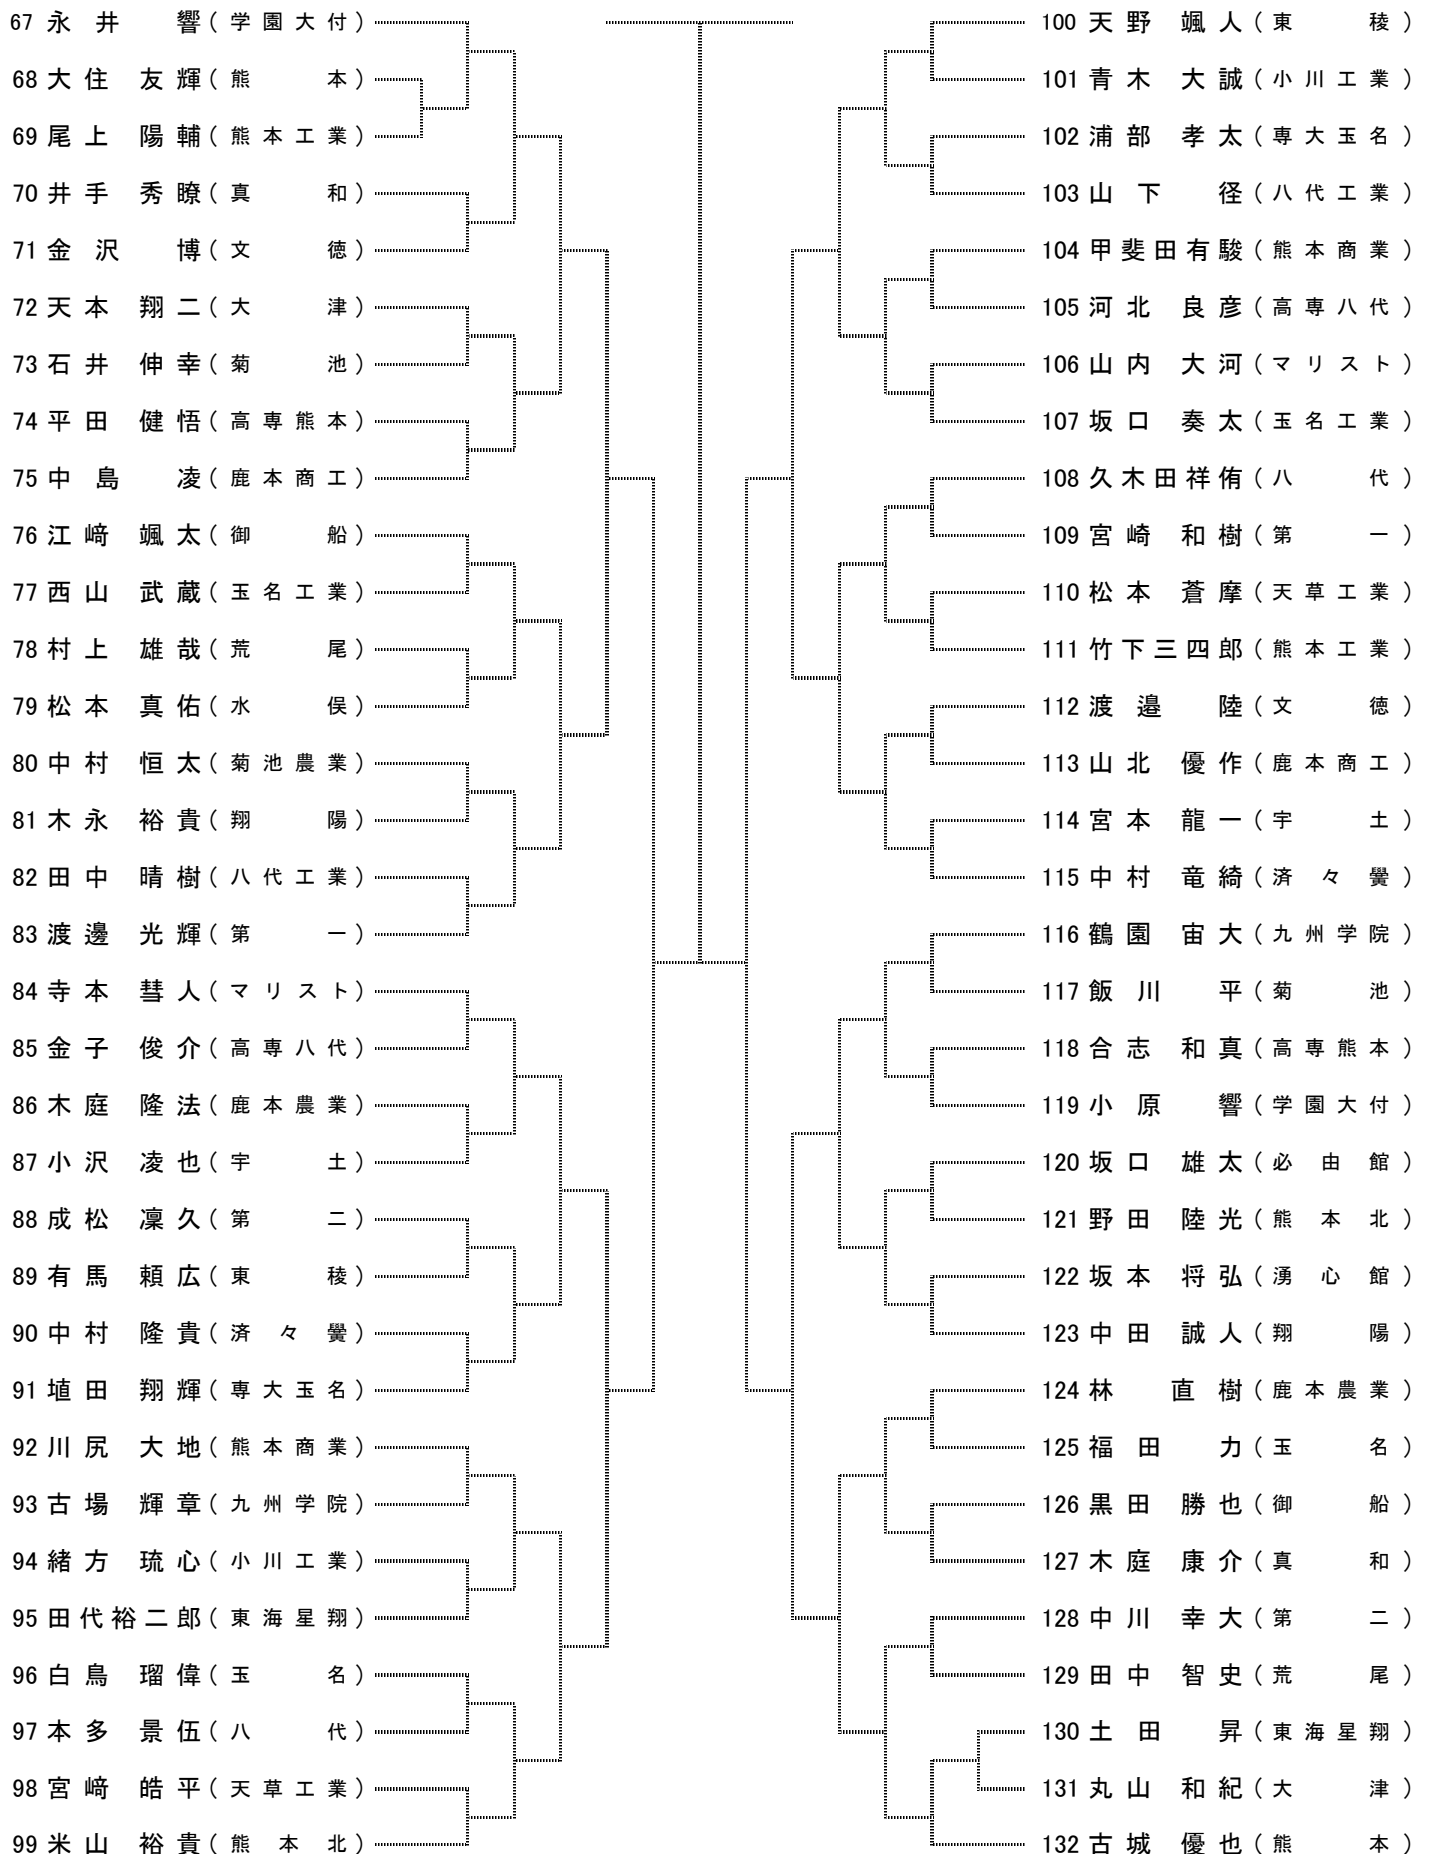 67 永井 響(学園大付)
68 大住 友輝(熊本)
69 尾上 陽輔(熊本工業)
70 井手 秀瞭(真和)
71 金沢 博(文徳)
72 天本 翔二(大津)
73 石井 伸幸(菊池)
74 平田 健悟(高専熊本)
75 中島 凌(鹿本商工)
76 江﨑 颯太(御船)
77 西山 武蔵(玉名工業)
78 村上 雄哉(荒尾)
79 松本 真佑(水俣)
80 中村 恒太(菊池農業)
81 木永 裕貴(翔陽)
82 田中 晴樹(八代工業)
83 渡邊 光輝(第一)
84 寺本 彗人(マリスト)
85 金子 俊介(高専八代)
86 木庭 隆法(鹿本農業)
87 小沢 凌也(宇土)
88 成松 凜久(第二)
89 有馬 頼広(東稜)
90 中村 隆貴(済々黌)
91 埴田 翔輝(専大玉名)
92 川尻 大地(熊本商業)
93 古場 輝章(九州学院)
94 緒方 琉心(小川工業)
95 田代裕二郎(東海星翔)
96 白鳥 瑠偉(玉名)
97 本多 景伍(八代)
98 宮﨑 皓平(天草工業)
99 米山 裕貴(熊本北)
100 天野 颯人(東稜)
101 青木 大誠(小川工業)
102 浦部 孝太(専大玉名)
103 山下 径(八代工業)
104 甲斐田有駿(熊本商業)
105 河北 良彦(高専八代)
106 山内 大河(マリスト)
107 坂口 奏太(玉名工業)
108 久木田祥侑(八代)
109 宮崎 和樹(第一)
110 松本 蒼摩(天草工業)
111 竹下三四郎(熊本工業)
112 渡邉 陸(文徳)
113 山北 優作(鹿本商工)
114 宮本 龍一(宇土)
115 中村 竜綺(済々黌)
116 鶴園 宙大(九州学院)
117 飯川 平(菊池)
118 合志 和真(高専熊本)
119 小原 響(学園大付)
120 坂口 雄太(必由館)
121 野田 陸光(熊本北)
122 坂本 将弘(湧心館)
123 中田 誠人(翔陽)
124 林 直樹(鹿本農業)
125 福田 力(玉名)
126 黒田 勝也(御船)
127 木庭 康介(真和)
128 中川 幸大(第二)
129 田中 智史(荒尾)
130 土田 昇(東海星翔)
131 丸山 和紀(大津)
132 古城 優也(熊本)